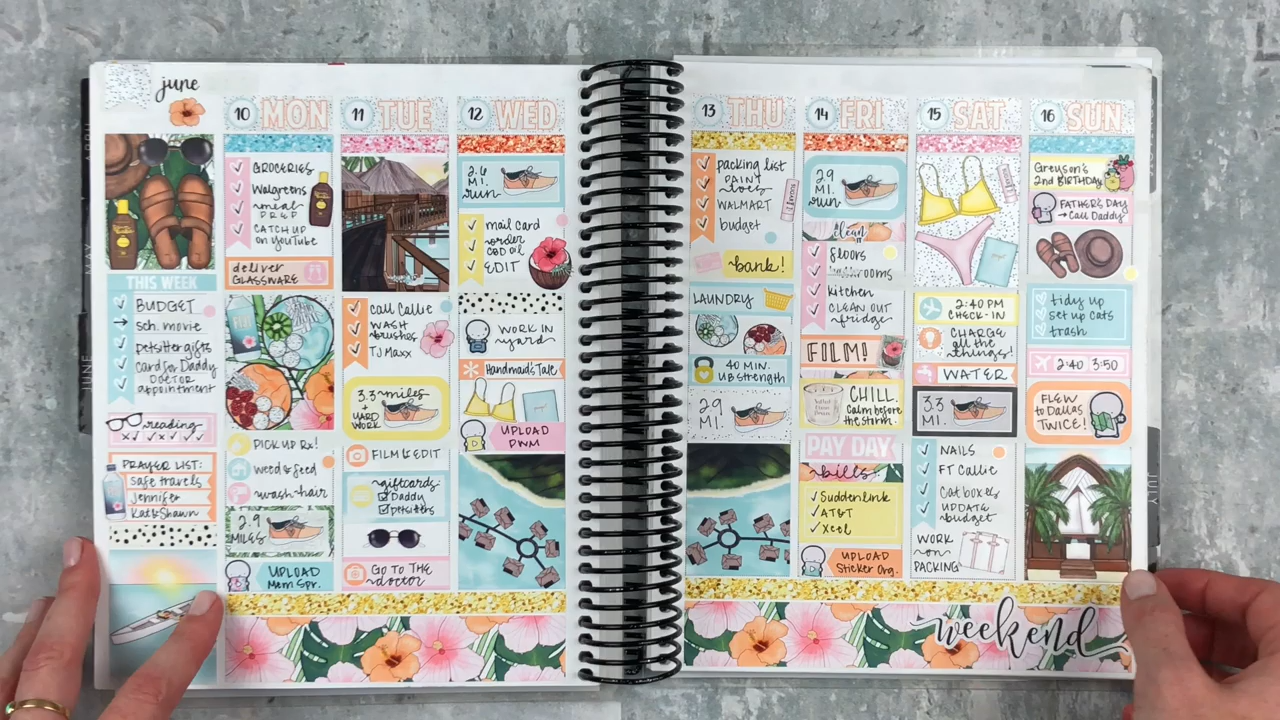 june
THIS WEEK
BUDGET
sch. movie
petsitter gifts
Card for Daddy
DOCTOR
appointment
reading
PRAYER LIST:
safe travels
Jennifer
Kat & Shawn
10 MON
GROCERIES
Walgreens
meal
PREP
CATCH UP
on YouTube
deliver
GLASSWARE
FIJI
PICK UP Rx!
weed & feed
wash hair
2.9
MILES
UPLOAD
Mem Spr.
11 TUE
call Callie
WASH
brushes
TJ Maxx
3.3 miles
+
YARD
WORK
FILM & EDIT
giftcards:
Daddy
petsitters
GO TO THE
doctor
12 WED
2.6
MI.
run
mail card
order
CBD oil
EDIT
WORK IN
yard
Handmaid's Tale
UPLOAD
PWM
13 THU
packing list
PAINT
toes
WALMART
budget
bank!
LAUNDRY
40 MIN.
UB strength
2.9
MI.
14 FRI
2.9
MI.
run
clean
floors
bathrooms
kitchen
CLEAN OUT
fridge
FILM!
CHILL.
Calm before
the storm.
PAY DAY
bills
Suddenlink
AT&T
Xcel
UPLOAD
Sticker Org.
15 SAT
2:40 PM
CHECK-IN
CHARGE
all the
things!
WATER
3.3
MI.
NAILS
FT Callie
Cat boxes
UPDATE
budget
WORK
on
PACKING
16 SUN
Greyson's
2nd BIRTHDAY
FATHER'S DAY
→ Call Daddy
tidy up
set up cats
trash
2:40 3:50
FLEW
to Dallas
TWICE!
weekend
APRIL
MAY
JUNE
JULY